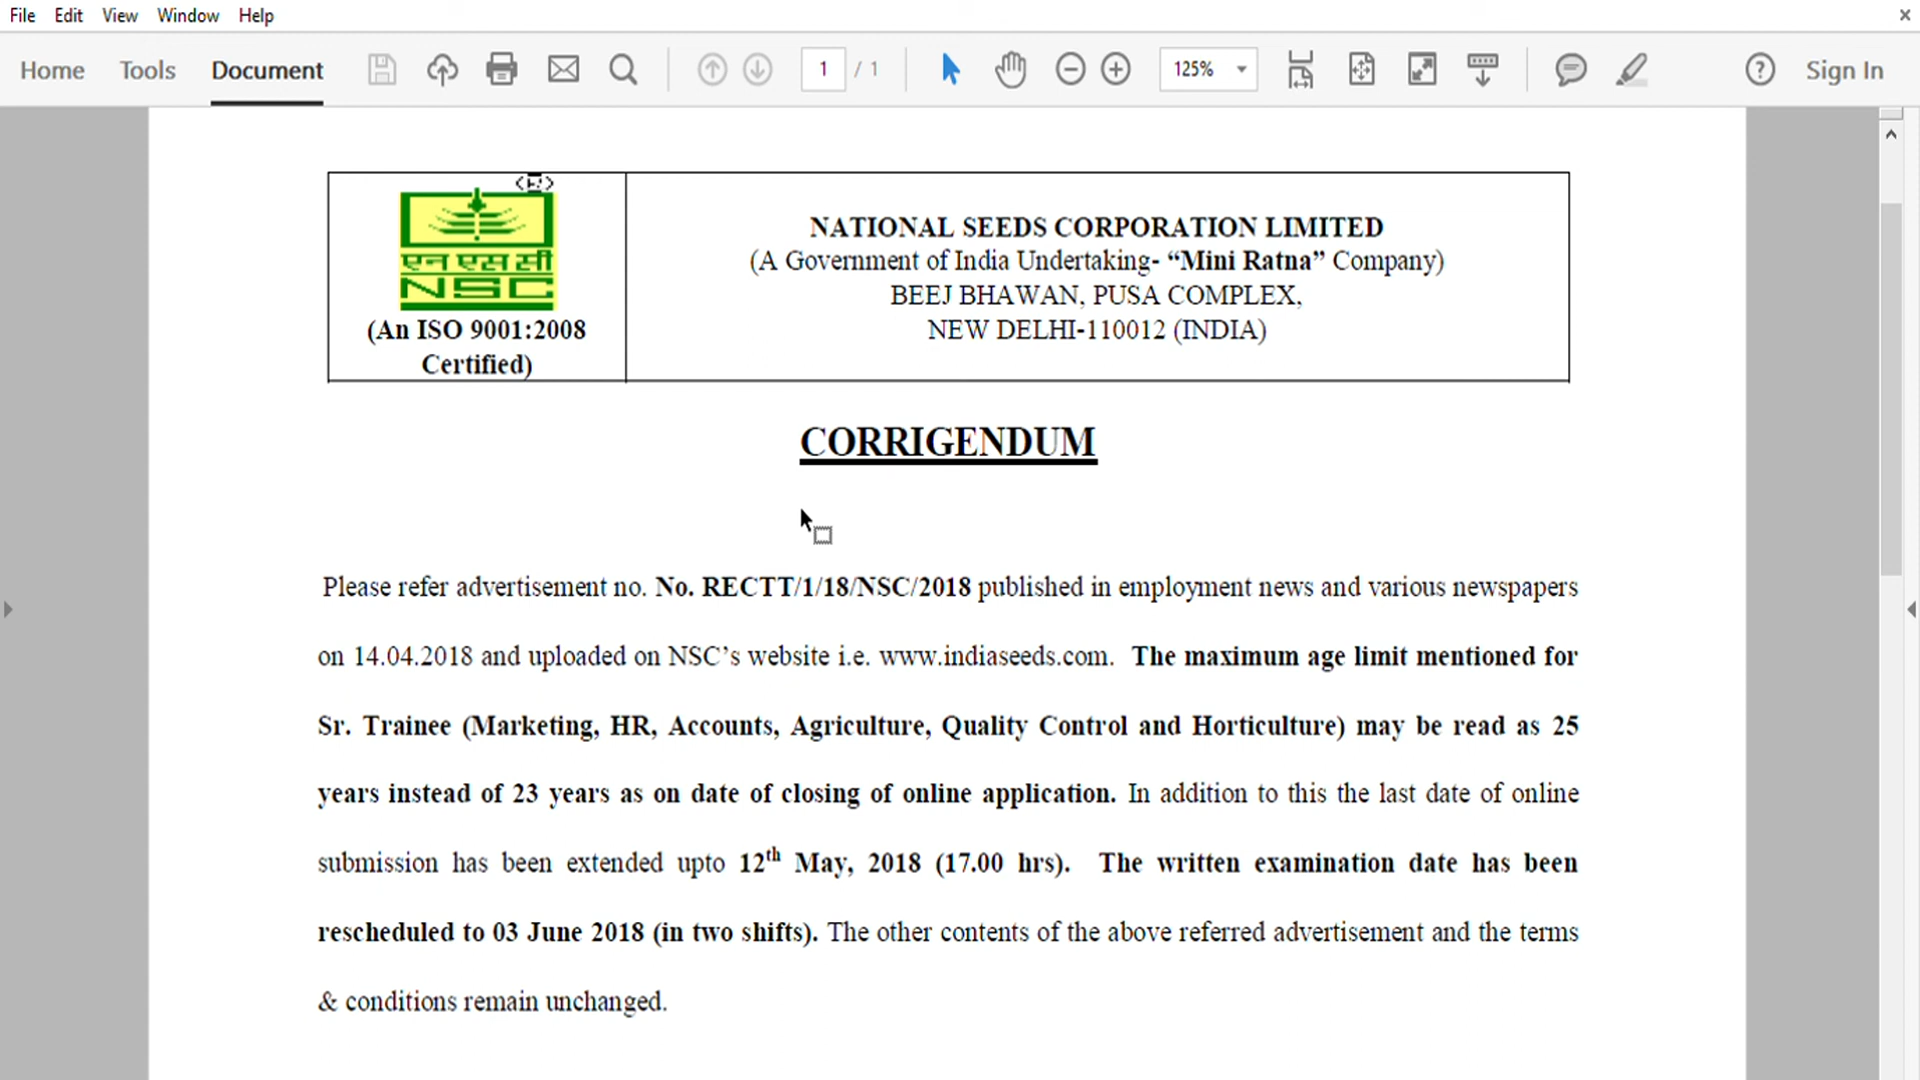 File Edit View Window Help
Home Tools Document 1 / 1 125% Sign In
एन एस सी
NSC
(An ISO 9001:2008
Certified)
NATIONAL SEEDS CORPORATION LIMITED
(A Government of India Undertaking- “Mini Ratna” Company)
BEEJ BHAWAN, PUSA COMPLEX,
NEW DELHI-110012 (INDIA)
CORRIGENDUM
Please refer advertisement no. No. RECTT/1/18/NSC/2018 published in employment news and various newspapers
on 14.04.2018 and uploaded on NSC’s website i.e. www.indiaseeds.com. The maximum age limit mentioned for
Sr. Trainee (Marketing, HR, Accounts, Agriculture, Quality Control and Horticulture) may be read as 25
years instead of 23 years as on date of closing of online application. In addition to this the last date of online
submission has been extended upto 12th May, 2018 (17.00 hrs). The written examination date has been
rescheduled to 03 June 2018 (in two shifts). The other contents of the above referred advertisement and the terms
& conditions remain unchanged.